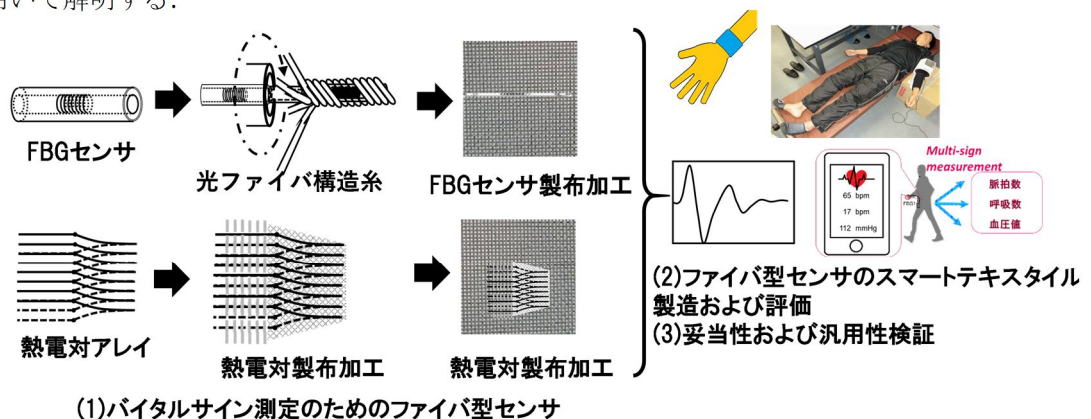 用いて解明する.
FBGセンサ
光ファイバ構造糸
FBGセンサ製布加工
熱電対アレイ
熱電対製布加工
熱電対製布加工
(1)バイタルサイン測定のためのファイバ型センサ
65 bpm
17 bpm
112 mmHg
Multi-sign
measurement
脈拍数
呼吸数
血圧値
(2)ファイバ型センサのスマートテキスタイル
製造および評価
(3)妥当性および汎用性検証